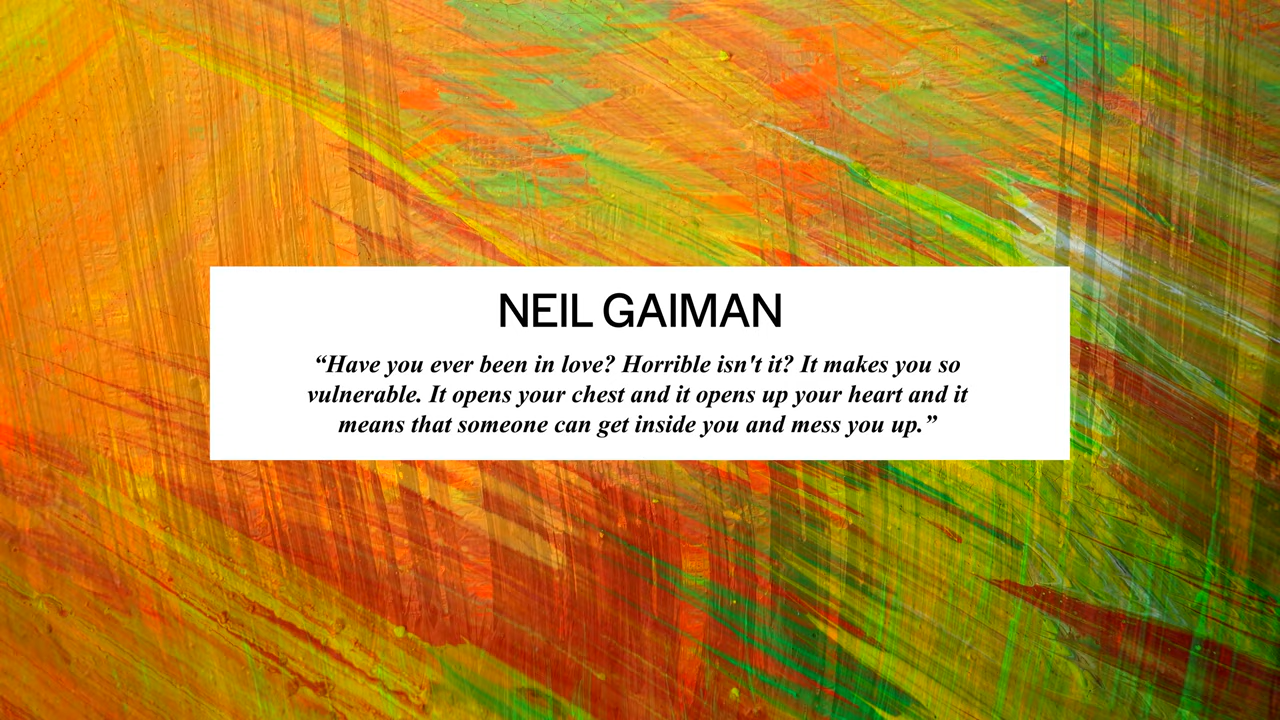 NEIL GAIMAN
“Have you ever been in love? Horrible isn't it? It makes you so
vulnerable. It opens your chest and it opens up your heart and it
means that someone can get inside you and mess you up.”